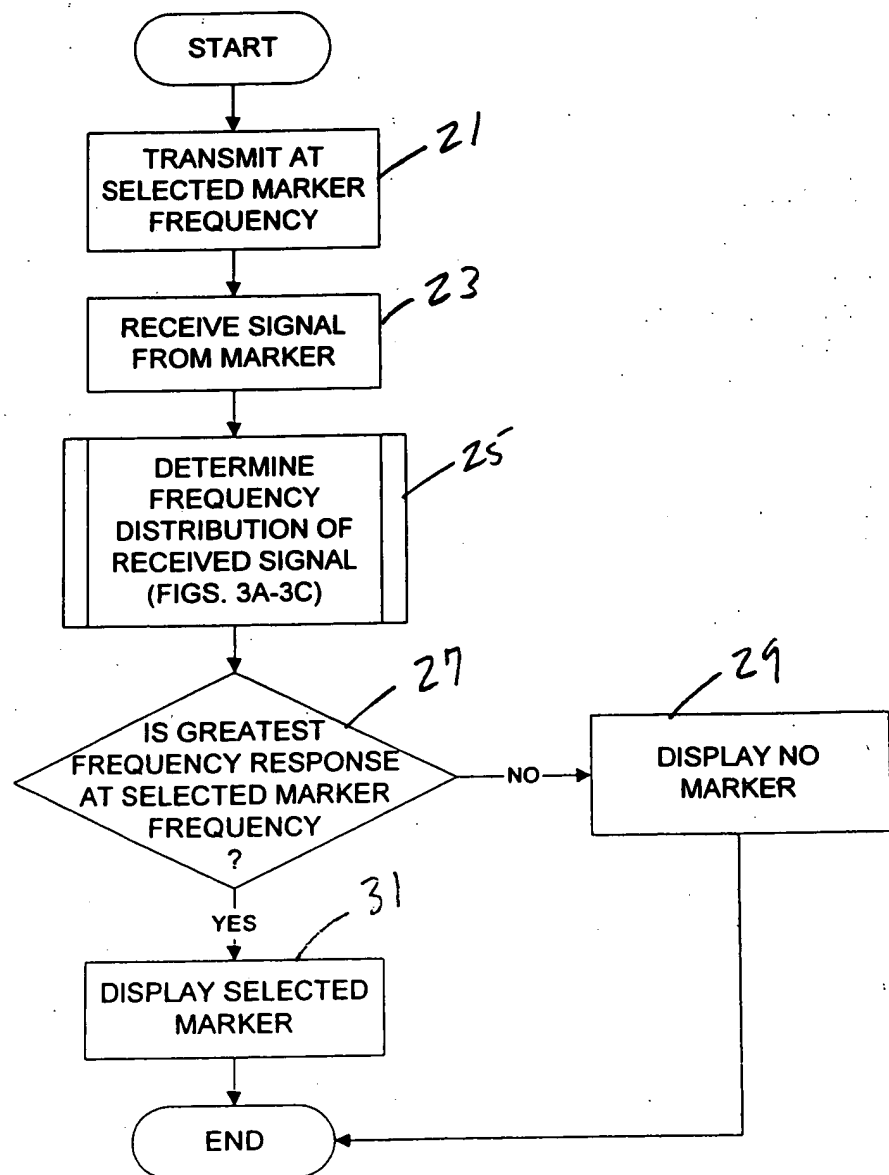 START
21
TRANSMIT AT
SELECTED MARKER
FREQUENCY
23
RECEIVE SIGNAL
FROM MARKER
25
DETERMINE
FREQUENCY
DISTRIBUTION OF
RECEIVED SIGNAL
(FIGS. 3A-3C)
27
IS GREATEST
FREQUENCY RESPONSE
AT SELECTED MARKER
FREQUENCY
?
NO
29
DISPLAY NO
MARKER
YES
31
DISPLAY SELECTED
MARKER
END